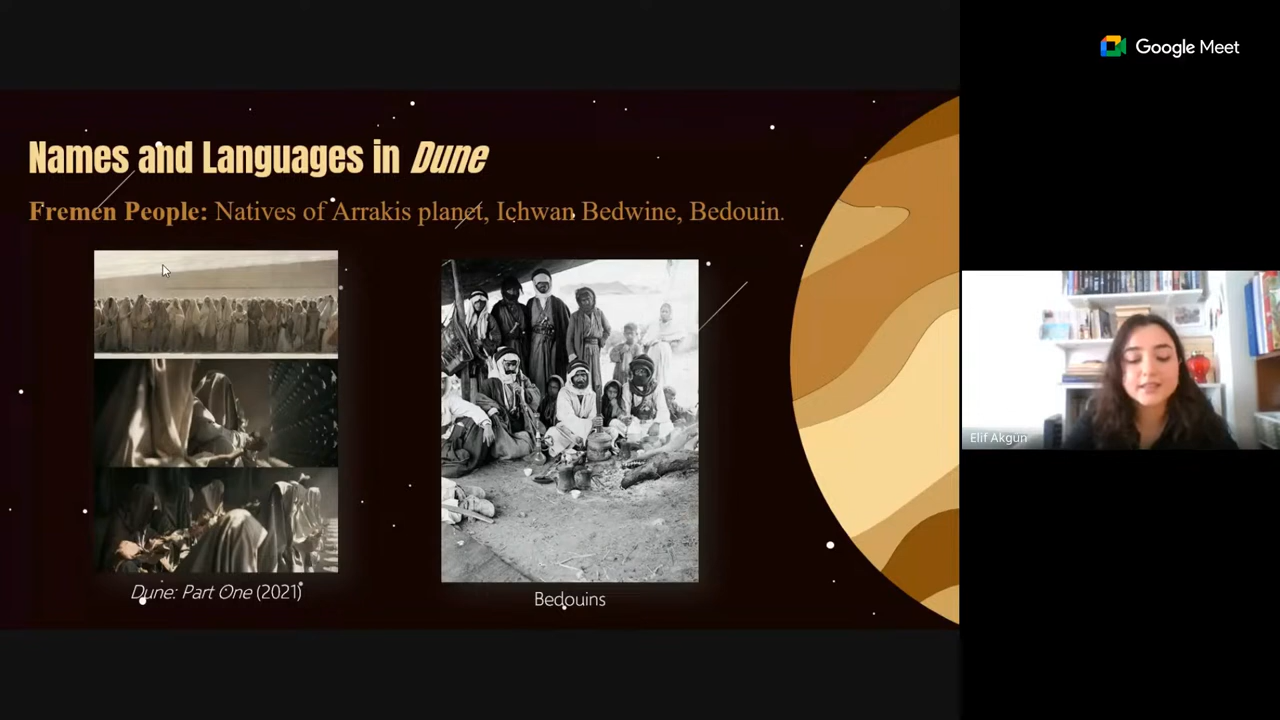 Google Meet
Names and Languages in Dune
Fremen People: Natives of Arrakis planet, Ichwan Bedwine, Bedouin.
Dune: Part One (2021)
Bedouins
Elif Akgun